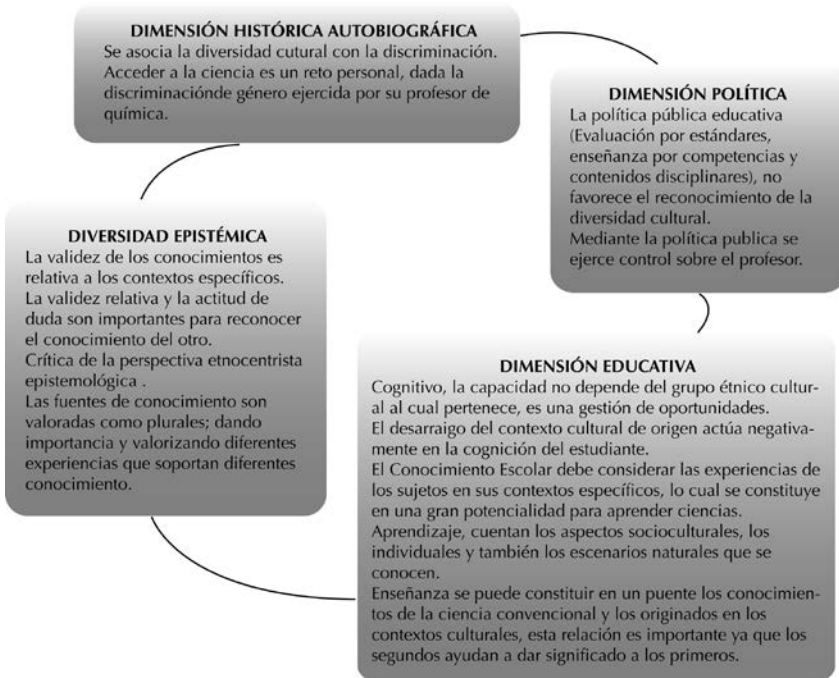 DIMENSIÓN HISTÓRICA AUTOBIOGRÁFICA
Se asocia la diversidad cutural con la discriminación.
Acceder a la ciencia es un reto personal, dada la
discriminaciónde género ejercida por su profesor de
química.
DIMENSIÓN POLÍTICA
La política pública educativa
(Evaluación por estándares,
enseñanza por competencias y
contenidos disciplinares), no
favorece el reconocimiento de la
diversidad cultural.
Mediante la política publica se
ejerce control sobre el profesor.
DIVERSIDAD EPISTÉMICA
La validez de los conocimientos es
relativa a los contextos específicos.
La validez relativa y la actitud de
duda son importantes para reconocer
el conocimiento del otro.
Crítica de la perspectiva etnocentrista
epistemológica .
Las fuentes de conocimiento son
valoradas como plurales; dando
importancia y valorizando diferentes
experiencias que soportan diferentes
conocimiento.
DIMENSIÓN EDUCATIVA
Cognitivo, la capacidad no depende del grupo étnico cultur-
al al cual pertenece, es una gestión de oportunidades.
El desarraigo del contexto cultural de origen actúa negativa-
mente en la cognición del estudiante.
El Conocimiento Escolar debe considerar las experiencias de
los sujetos en sus contextos específicos, lo cual se constituye
en una gran potencialidad para aprender ciencias.
Aprendizaje, cuentan los aspectos socioculturales, los
individuales y también los escenarios naturales que se
conocen.
Enseñanza se puede constituir en un puente los conocimien-
tos de la ciencia convencional y los originados en los
contextos culturales, esta relación es importante ya que los
segundos ayudan a dar significado a los primeros.